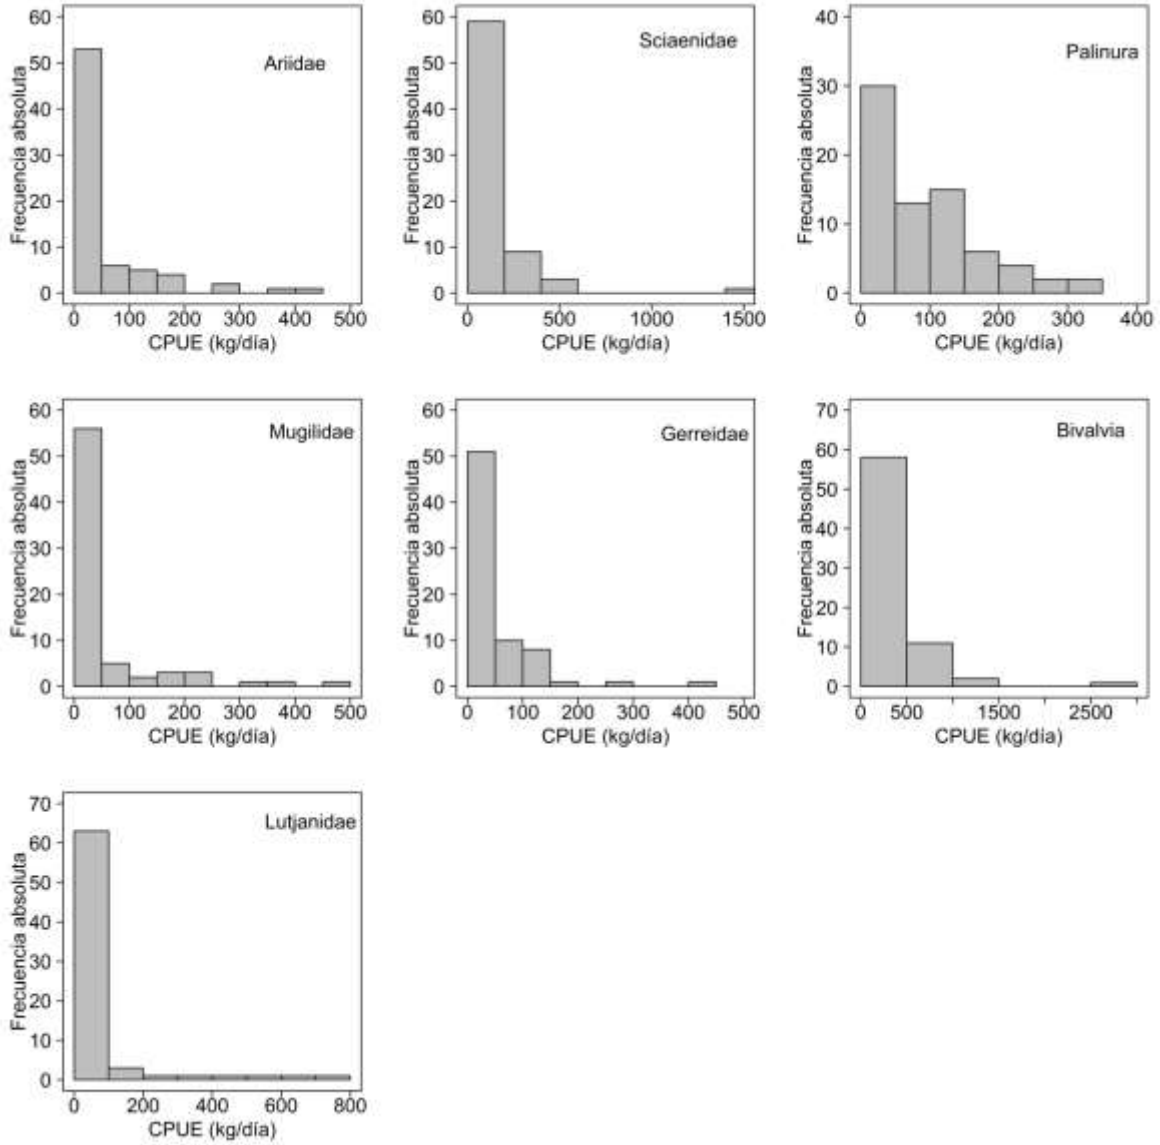 60
50
40
30
20
10
0
Frecuencia absoluta
Ariidae
0 100 200 300 400 500
CPUE (kg/día)
60
50
40
30
20
10
0
Frecuencia absoluta
Sciaenidae
0 500 1000 1500
CPUE (kg/día)
40
30
20
10
0
Frecuencia absoluta
Palinura
0 100 200 300 400
CPUE (kg/día)
60
50
40
30
20
10
0
Frecuencia absoluta
Mugilidae
0 100 200 300 400 500
CPUE (kg/día)
60
50
40
30
20
10
0
Frecuencia absoluta
Gerreidae
0 100 200 300 400 500
CPUE (kg/día)
70
60
50
40
30
20
10
0
Frecuencia absoluta
Bivalvia
0 500 1500 2500
CPUE (kg/día)
70
60
50
40
30
20
10
0
Frecuencia absoluta
Lutjanidae
0 200 400 600 800
CPUE (kg/día)